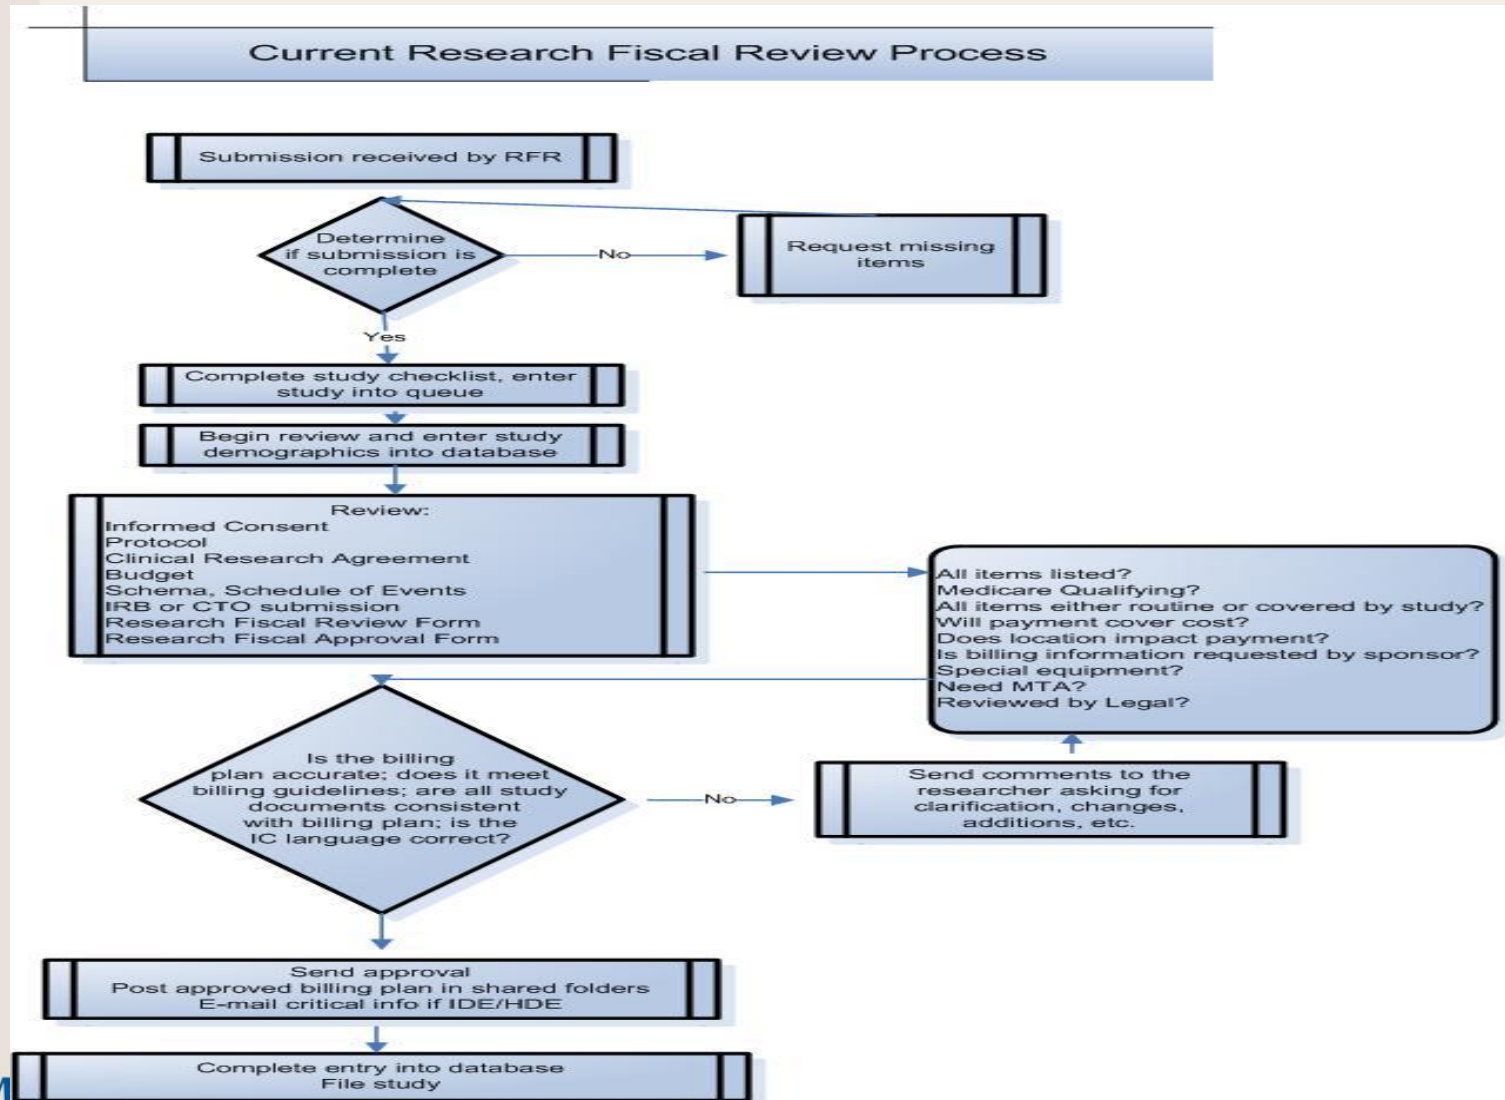 Current Research Fiscal Review Process
Submission received by RFR
Determine
if submission is
complete
No
Request missing
items
Yes
Complete study checklist, enter
study into queue
Begin review and enter study
demographics into database
Review:
Informed Consent
Protocol
Clinical Research Agreement
Budget
Schema, Schedule of Events
IRB or CTO submission
Research Fiscal Review Form
Research Fiscal Approval Form
All items listed?
Medicare Qualifying?
All items either routine or covered by study?
Will payment cover cost?
Does location impact payment?
Is billing information requested by sponsor?
Special equipment?
Need MTA?
Reviewed by Legal?
Is the billing
plan accurate; does it meet
billing guidelines; are all study
documents consistent
with billing plan; is the
IC language correct?
No
Send comments to the
researcher asking for
clarification, changes,
additions, etc.
Send approval
Post approved billing plan in shared folders
E-mail critical info if IDE/HDE
Complete entry into database
File study